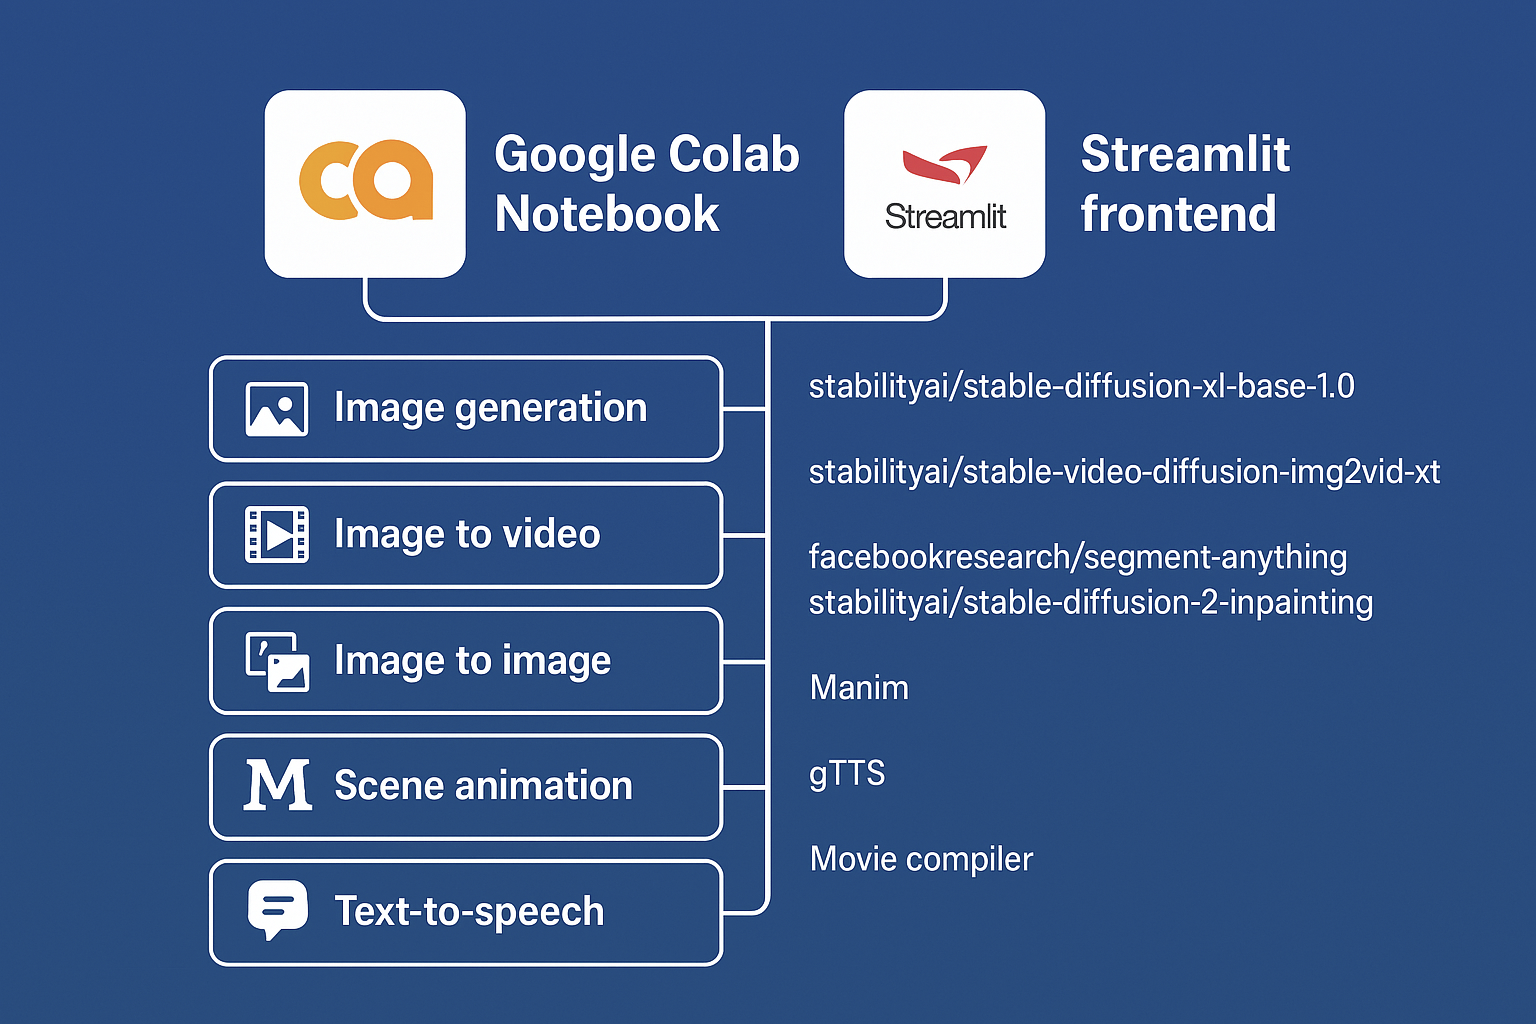 ca
Google Colab
Notebook
Streamlit
Streamlit
frontend
Image generation
Image to video
Image to image
M Scene animation
Text-to-speech
stabilityai/stable-diffusion-xl-base-1.0
stabilityai/stable-video-diffusion-img2vid-xt
facebookresearch/segment-anything
stabilityai/stable-diffusion-2-inpainting
Manim
gTTS
Movie compiler